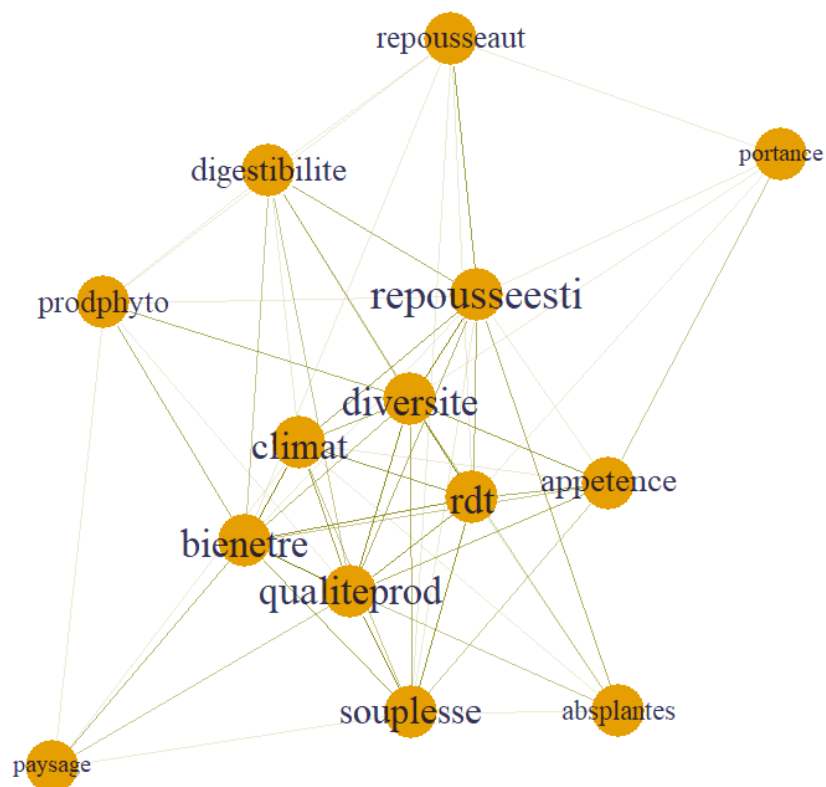 repousseaut
portance
digestibilite
repousseesti
prodphyto
diversite
climat
appetence
rdt
bienetre
qualiteprod
souplesse
absplantes
paysage